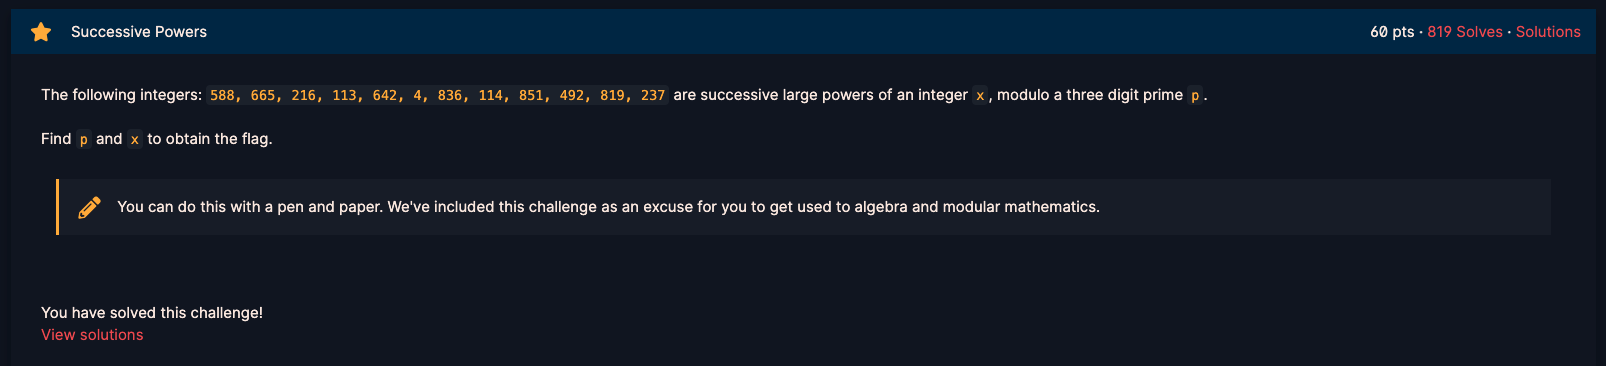 Successive Powers 60 pts · 819 Solves · Solutions
The following integers: 588, 665, 216, 113, 642, 4, 836, 114, 851, 492, 819, 237 are successive large powers of an integer x, modulo a three digit prime p.
Find p and x to obtain the flag.
You can do this with a pen and paper. We've included this challenge as an excuse for you to get used to algebra and modular mathematics.
You have solved this challenge!
View solutions